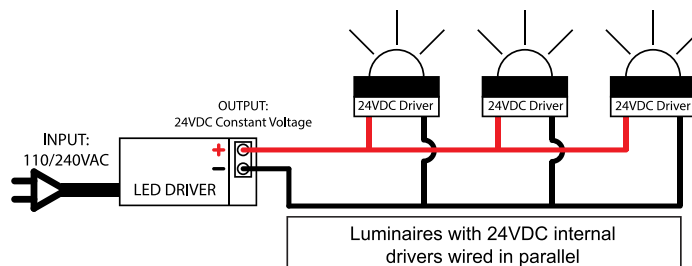 24VDC Driver
24VDC Driver
24VDC Driver
OUTPUT:
24VDC Constant Voltage
INPUT:
110/240VAC
+
−
LED DRIVER
Luminaires with 24VDC internal
drivers wired in parallel